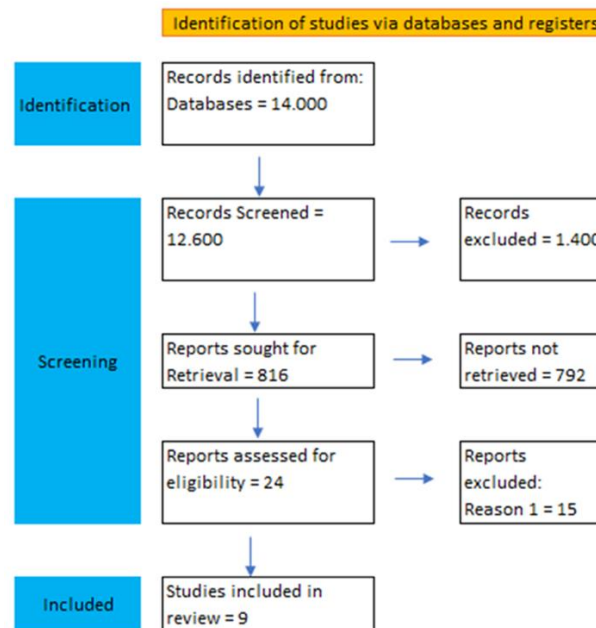 Identification of studies via databases and registers
Identification
Records identified from:
Databases = 14.000
Screening
Records Screened =
12.600
Records
excluded = 1.400
Reports sought for
Retrieval = 816
Reports not
retrieved = 792
Reports assessed for
eligibility = 24
Reports
excluded:
Reason 1 = 15
Included
Studies included in
review = 9